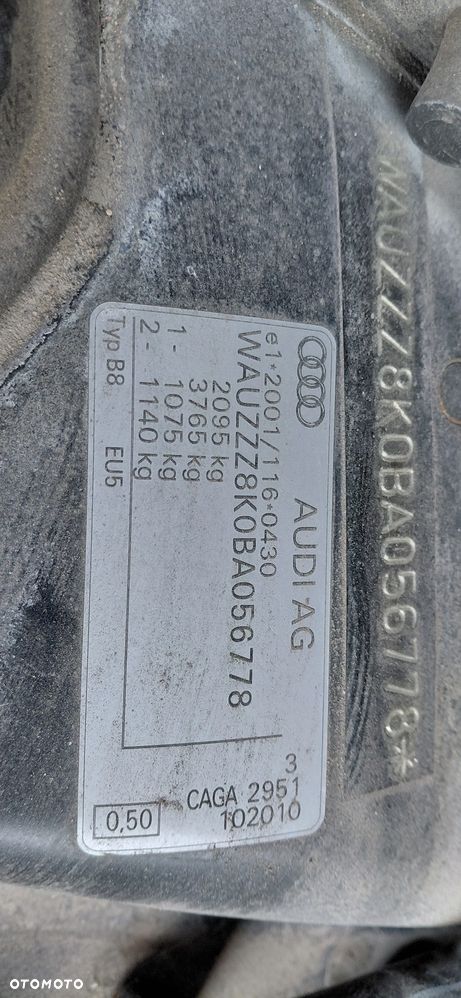 *WAUZZZ8K0BA056778*
AUDI AG
e1*2001/116*0430
WAUZZZ8K0BA056778
2095 kg
3765 kg
1 - 1075 kg
2 - 1140 kg
Typ B8 EU5
3
CAGA 2951
102010
0,50
OTOMOTO